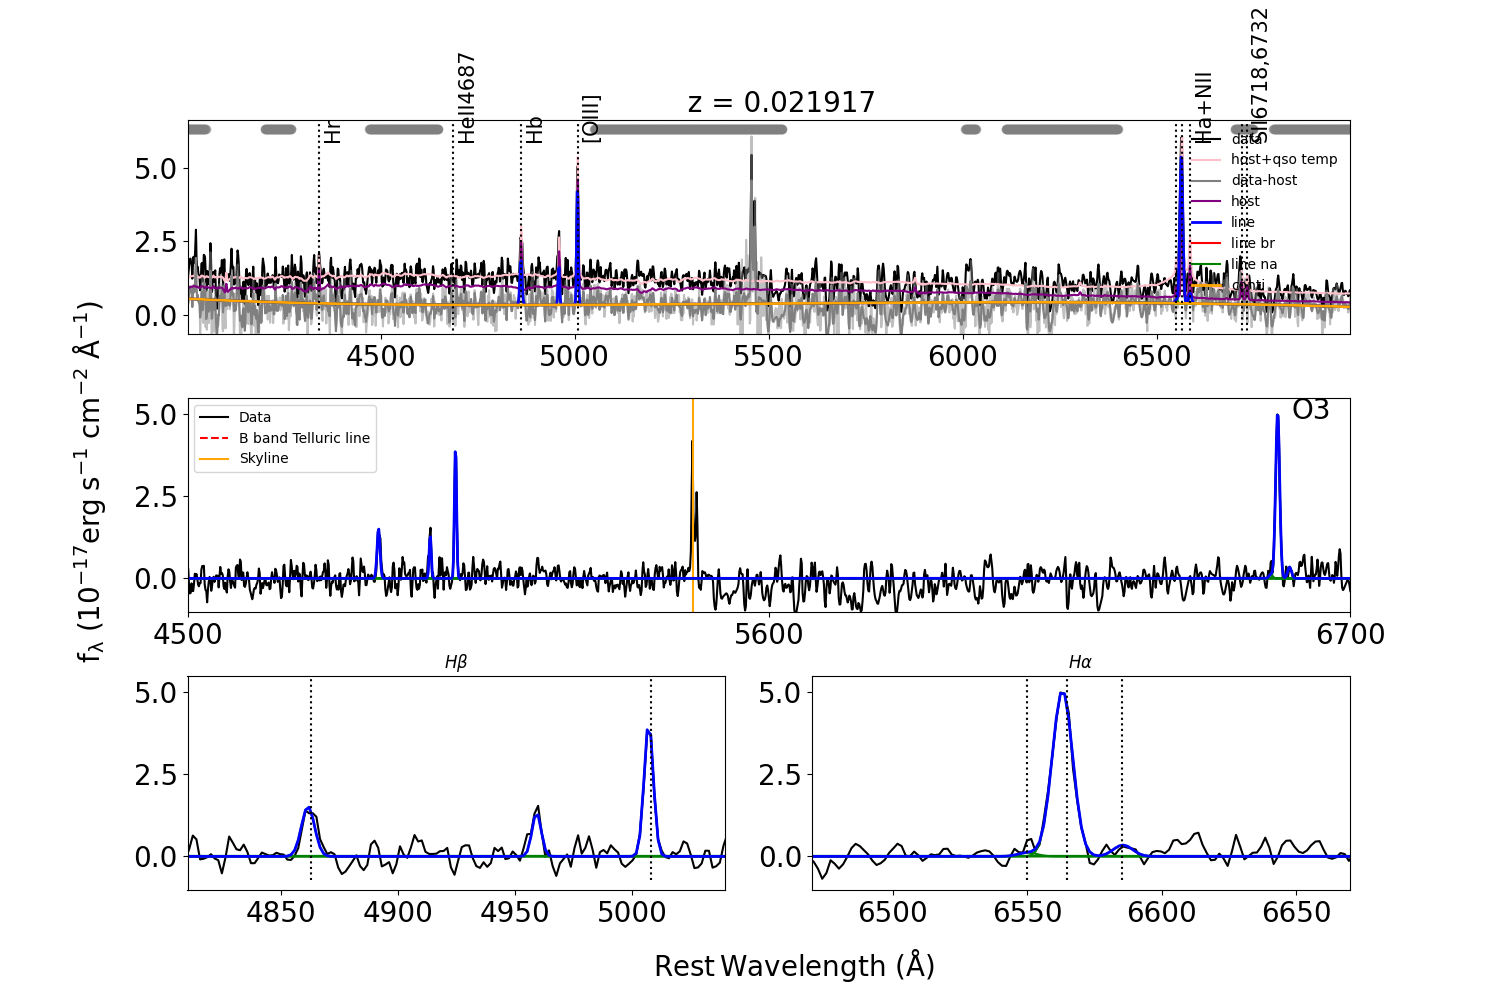 z = 0.021917
Hr
HeII4687
Hb
[OIII]
Ha+NII
SII6718,6732
data
host+qso temp
data-host
host
line
line br
line na
conti
5.0
2.5
0.0
4500 5000 5500 6000 6500
Data
B band Telluric line
Skyline
O3
5.0
2.5
0.0
4500 5600 6700
fλ (10⁻¹⁷erg s⁻¹ cm⁻² Å⁻¹)
Hβ
5.0
2.5
0.0
4850 4900 4950 5000
Hα
5.0
2.5
0.0
6500 6550 6600 6650
Rest Wavelength (Å)